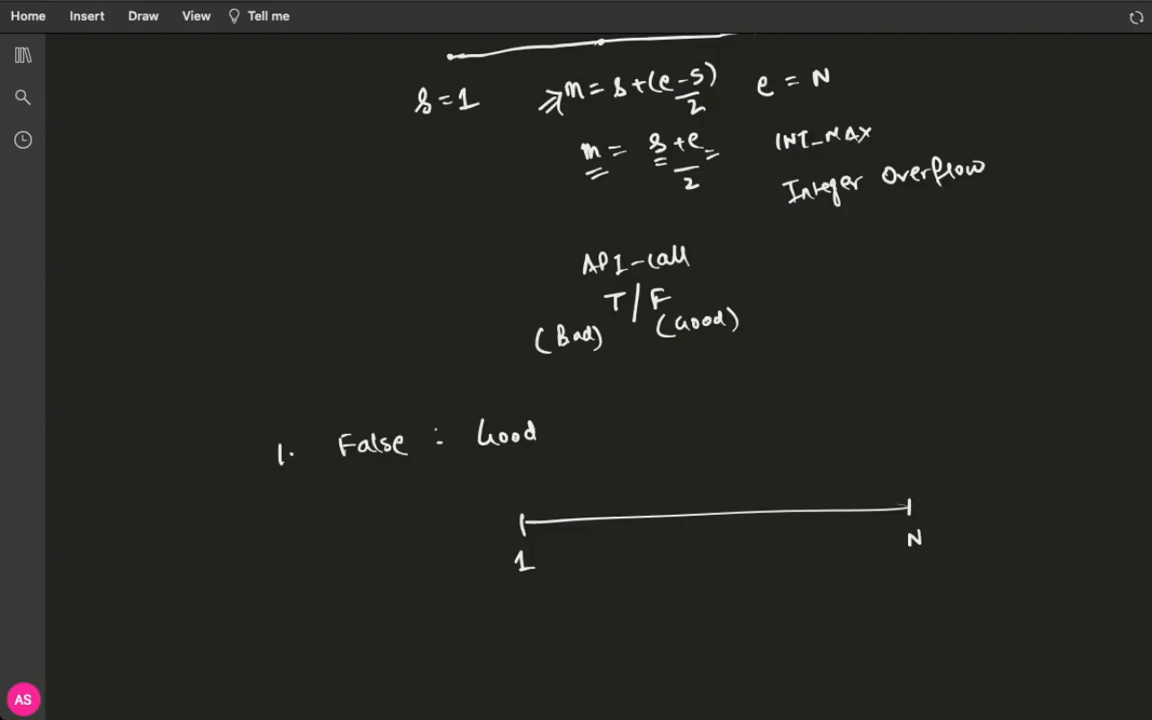 Home Insert Draw View Tell me
s = 1 => m = s + (e - s) / 2 e = N
m = s + e / 2 INT_MAX
Integer Overflow
API-call
T / F
(Bad) (Good)
1. False : Good
1 N
AS